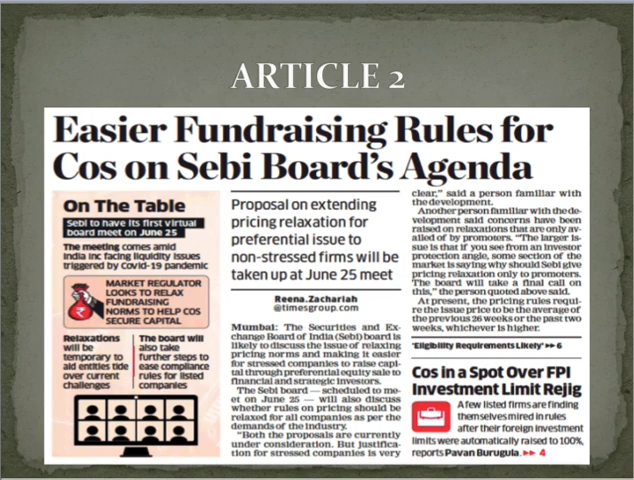 ARTICLE 2
Easier Fundraising Rules for
Cos on Sebi Board's Agenda
On The Table
Sebi to have its first virtual
board meet on June 25
The meeting comes amid
India Inc facing liquidity issues
triggered by Covid-19 pandemic
MARKET REGULATOR
LOOKS TO RELAX
FUNDRAISING
NORMS TO HELP COS
SECURE CAPITAL
Relaxations
will be
temporary to
aid entities tide
over current
challenges
The board will
also take
further steps to
ease compliance
rules for listed
companies
Proposal on extending
pricing relaxation for
preferential issue to
non-stressed firms will be
taken up at June 25 meet
Reena.Zachariah
@timesgroup.com
Mumbai: The Securities and Ex-
change Board of India (Sebi) board is
likely to discuss the issue of relaxing
pricing norms and making it easier
for stressed companies to raise capi-
tal through preferential equity sale to
financial and strategic investors.
The Sebi board — scheduled to me-
et on June 25 — will also discuss
whether rules on pricing should be
relaxed for all companies as per the
demands of the industry.
"Both the proposals are currently
under consideration. But justifica-
tion for stressed companies is very
clear," said a person familiar with
the development.
Another person familiar with the de-
velopment said concerns have been
raised on relaxations that are only av-
ailed of by promoters. "The larger is-
sue is that if you see from an investor
protection angle, some section of the
market is saying why should Sebi give
pricing relaxation only to promoters.
The board will take a final call on
this," the person quoted above said.
At present, the pricing rules requi-
re the issue price to be the average of
the previous 26 weeks or the past two
weeks, whichever is higher.
'Eligibility Requirements Likely' ▸▸ 6
Cos in a Spot Over FPI
Investment Limit Rejig
A few listed firms are finding
themselves mired in rules
after their foreign investment
limits were automatically raised to 100%,
reports Pavan Burugula. ▸▸ 4